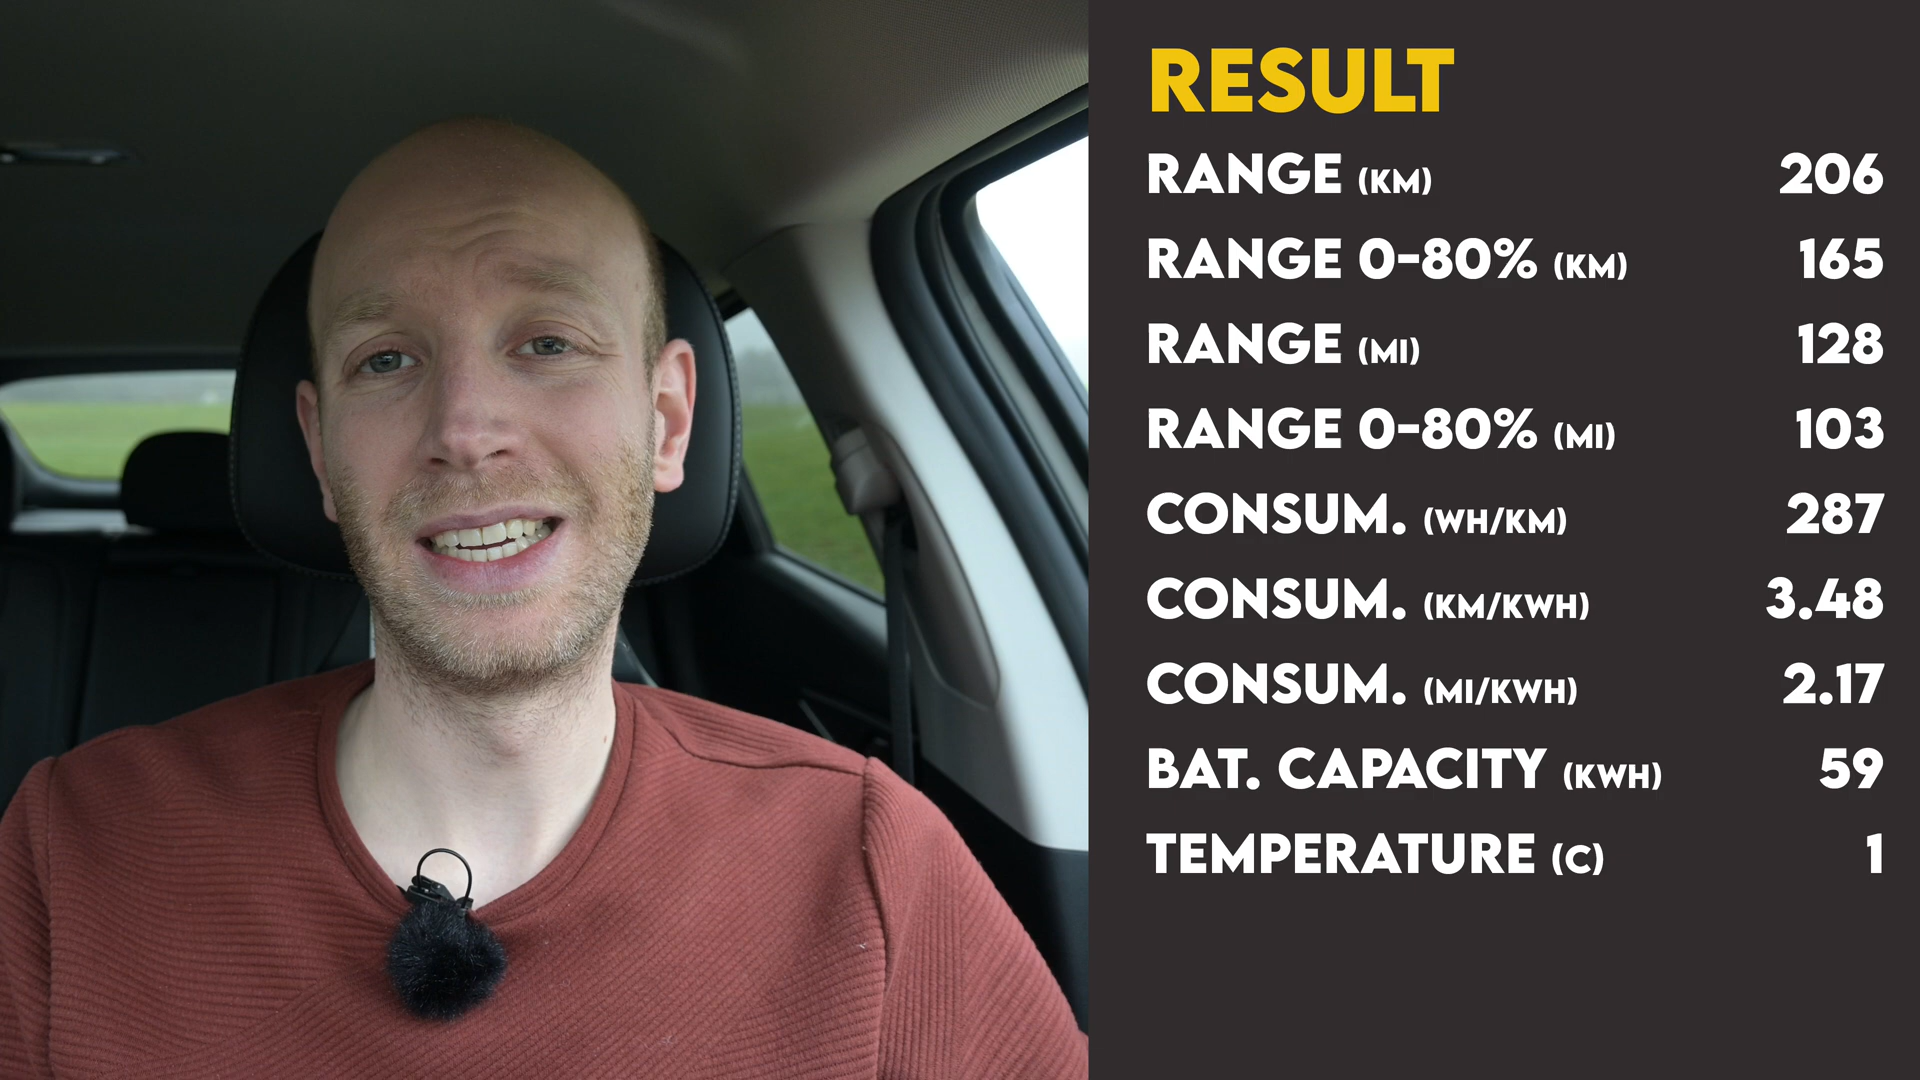 RESULT
RANGE (KM) 206
RANGE 0-80% (KM) 165
RANGE (MI) 128
RANGE 0-80% (MI) 103
CONSUM. (WH/KM) 287
CONSUM. (KM/KWH) 3.48
CONSUM. (MI/KWH) 2.17
BAT. CAPACITY (KWH) 59
TEMPERATURE (C) 1